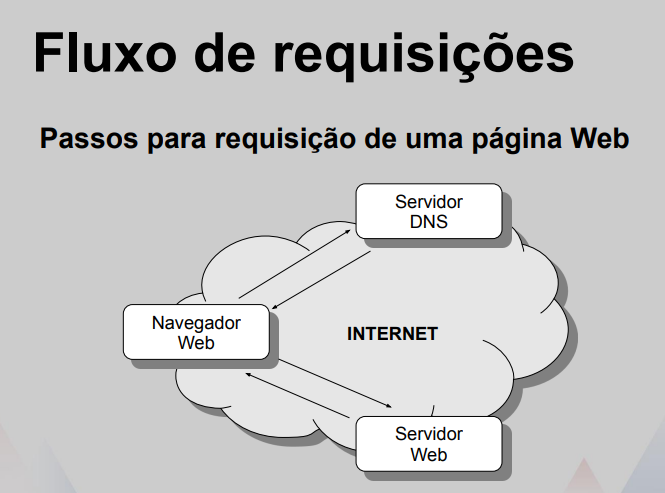 Fluxo de requisições
Passos para requisição de uma página Web
Servidor
DNS
Navegador
Web
INTERNET
Servidor
Web